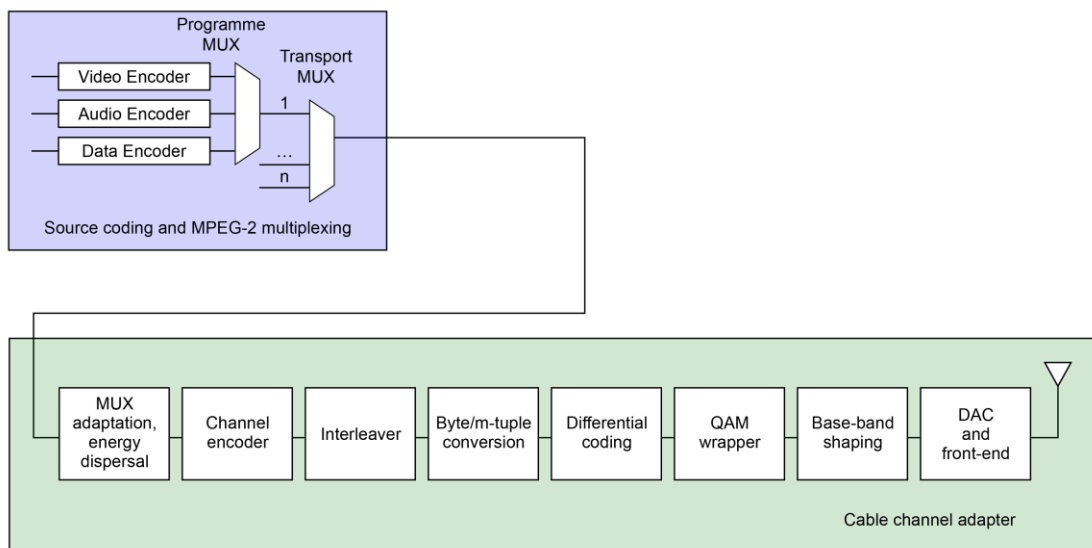 Programme
MUX
Transport
MUX
Video Encoder
Audio Encoder
Data Encoder
1
...
n
Source coding and MPEG-2 multiplexing
MUX
adaptation,
energy
dispersal
Channel
encoder
Interleaver
Byte/m-tuple
conversion
Differential
coding
QAM
wrapper
Base-band
shaping
DAC
and
front-end
Cable channel adapter